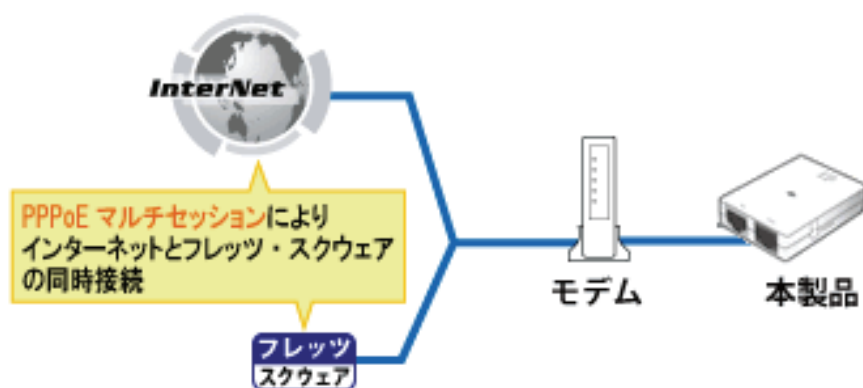 InterNet
PPPoE マルチセッションにより
インターネットとフレッツ・スクウェア
の同時接続
モデム
本製品
フレッツ
スクウェア